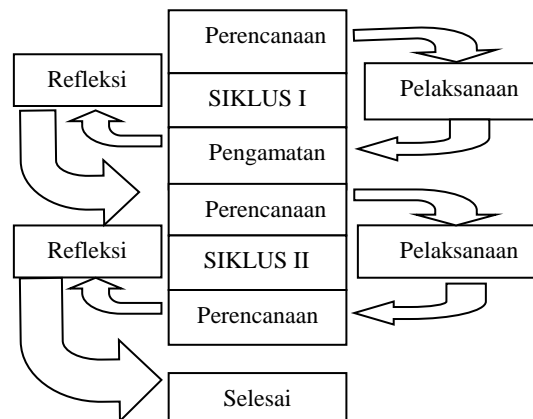 Perencanaan
Refleksi
SIKLUS I
Pelaksanaan
Pengamatan
Perencanaan
Refleksi
SIKLUS II
Pelaksanaan
Perencanaan
Selesai